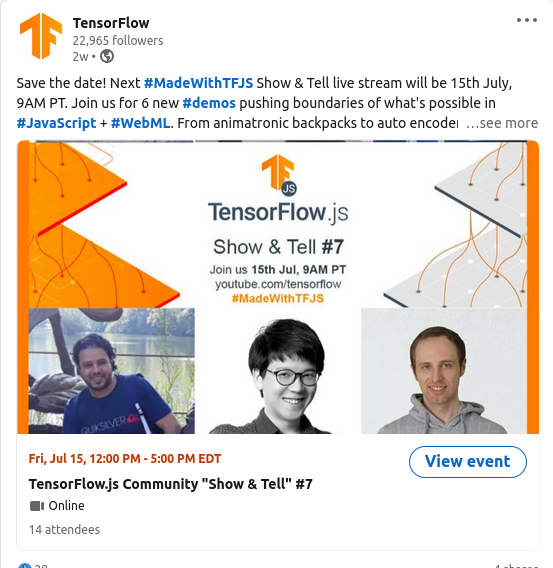 TensorFlow
22,965 followers
2w •
Save the date! Next #MadeWithTFJS Show & Tell live stream will be 15th July,
9AM PT. Join us for 6 new #demos pushing boundaries of what's possible in
#JavaScript + #WebML. From animatronic backpacks to auto encoder …see more
JS
TensorFlow.js
Show & Tell #7
Join us 15th Jul, 9AM PT
youtube.com/tensorflow
#MadeWithTFJS
QUIKSILVER
Fri, Jul 15, 12:00 PM - 5:00 PM EDT
View event
TensorFlow.js Community "Show & Tell" #7
Online
14 attendees